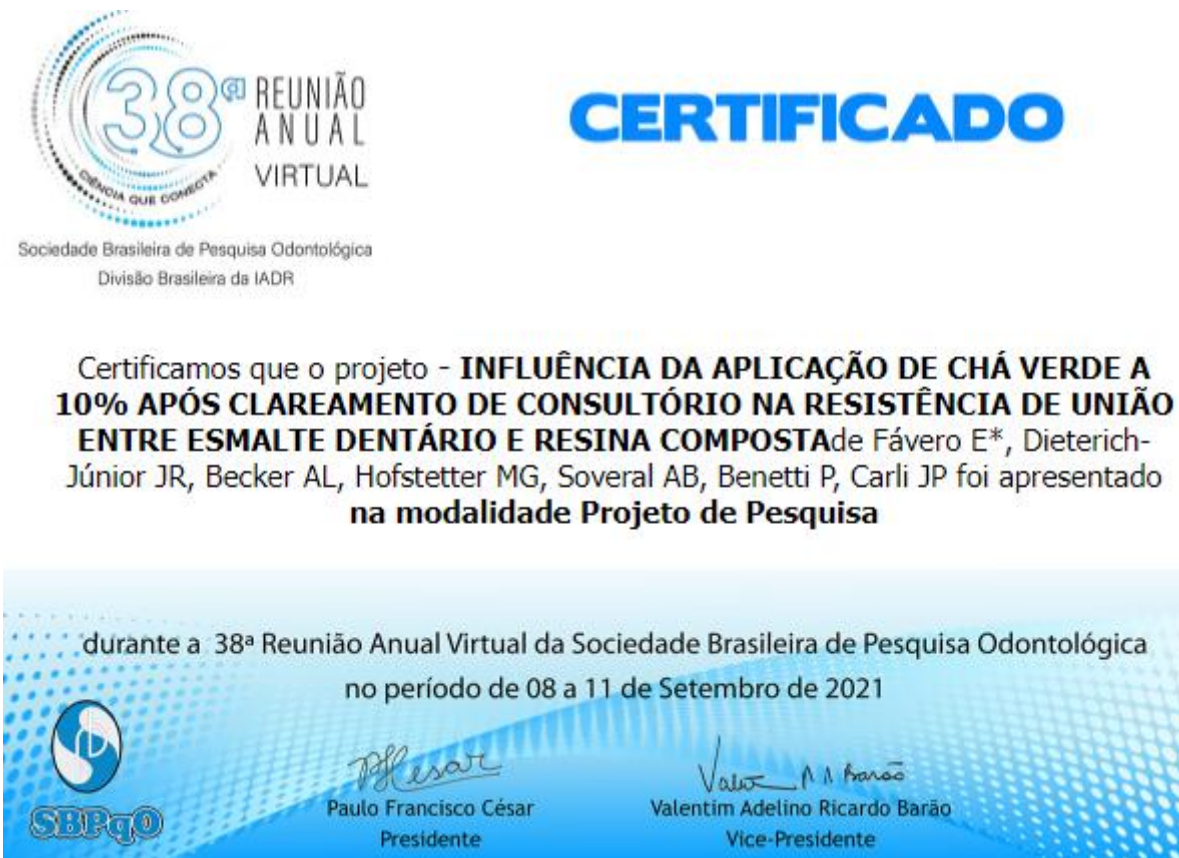 38ª REUNIÃO
ANUAL
VIRTUAL
CIÊNCIA QUE CONECTA
Sociedade Brasileira de Pesquisa Odontológica
Divisão Brasileira da IADR
CERTIFICADO
Certificamos que o projeto - INFLUÊNCIA DA APLICAÇÃO DE CHÁ VERDE A
10% APÓS CLAREAMENTO DE CONSULTÓRIO NA RESISTÊNCIA DE UNIÃO
ENTRE ESMALTE DENTÁRIO E RESINA COMPOSTAde Fávero E*, Dieterich-
Júnior JR, Becker AL, Hofstetter MG, Soveral AB, Benetti P, Carli JP foi apresentado
na modalidade Projeto de Pesquisa
durante a 38ª Reunião Anual Virtual da Sociedade Brasileira de Pesquisa Odontológica
no período de 08 a 11 de Setembro de 2021
SBPqO
PFCesar
Paulo Francisco César
Presidente
Valentim A R Barão
Valentim Adelino Ricardo Barão
Vice-Presidente